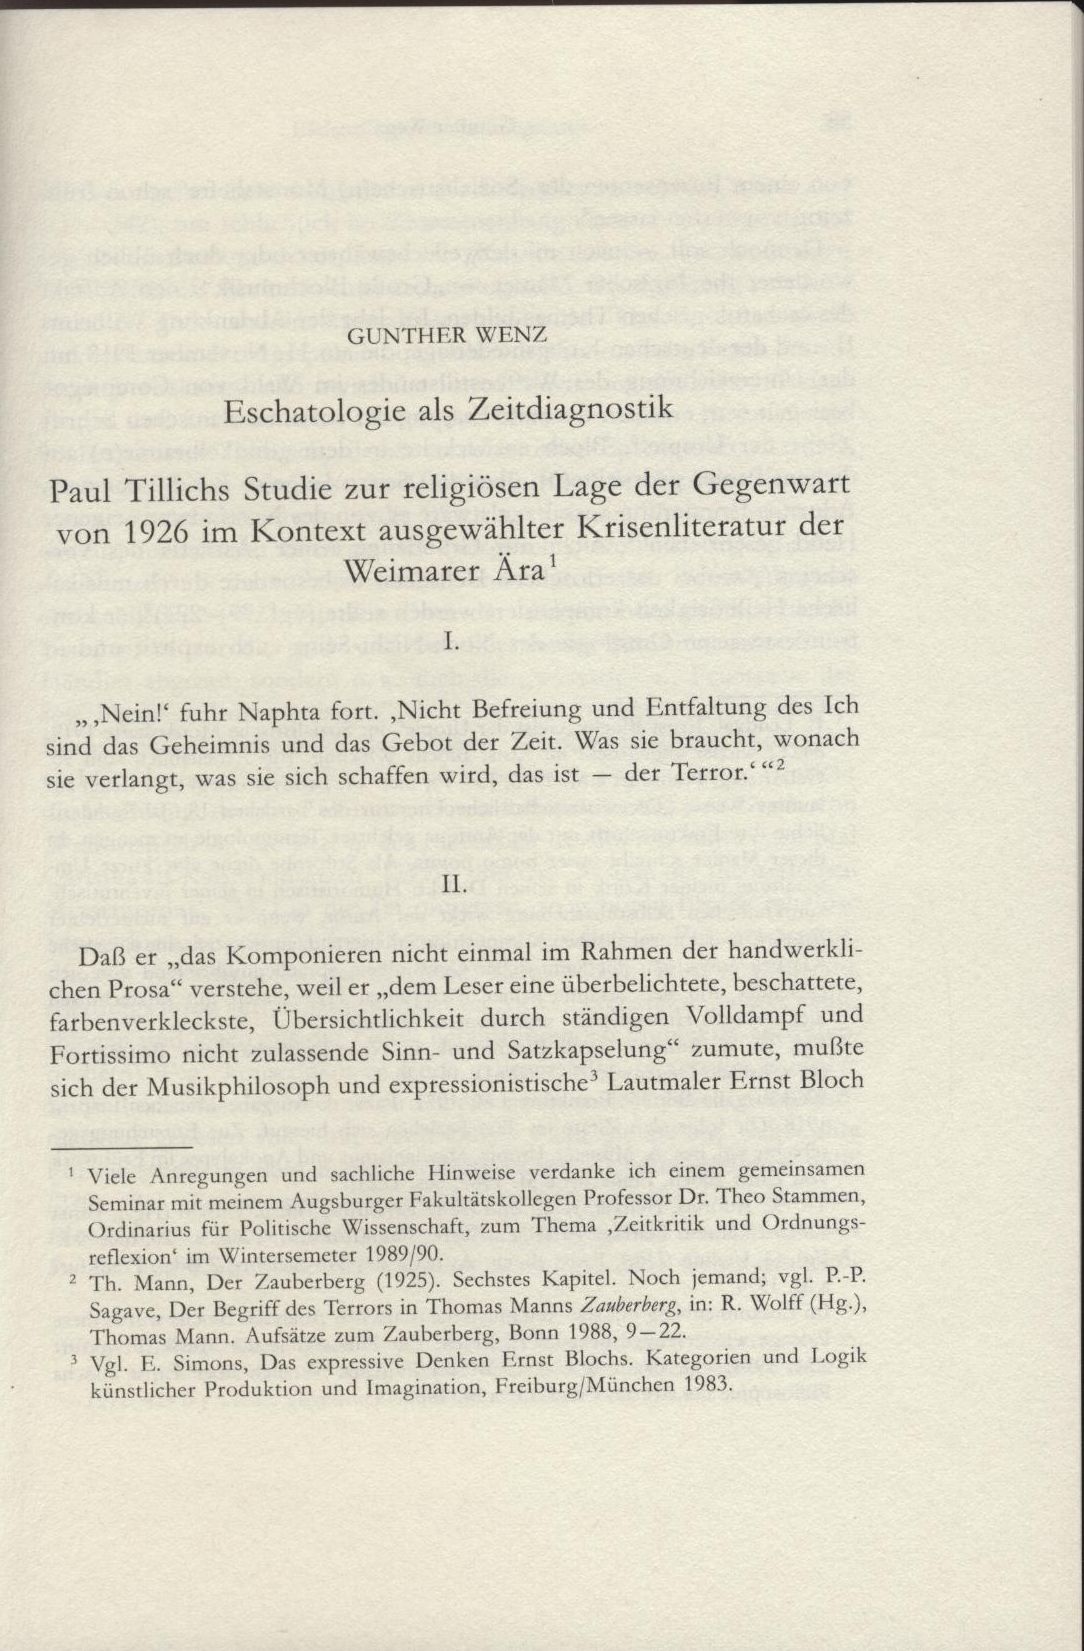 GUNTHER WENZ
Eschatologie als Zeitdiagnostik
Paul Tillichs Studie zur religiösen Lage der Gegenwart
von 1926 im Kontext ausgewählter Krisenliteratur der
Weimarer Ära¹
I.
„ ‚Nein!‘ fuhr Naphta fort. ‚Nicht Befreiung und Entfaltung des Ich
sind das Geheimnis und das Gebot der Zeit. Was sie braucht, wonach
sie verlangt, was sie sich schaffen wird, das ist — der Terror.‘ “²
II.
Daß er „das Komponieren nicht einmal im Rahmen der handwerkli-
chen Prosa“ verstehe, weil er „dem Leser eine überbelichtete, beschattete,
farbenverkleckste, Übersichtlichkeit durch ständigen Volldampf und
Fortissimo nicht zulassende Sinn- und Satzkapselung“ zumute, mußte
sich der Musikphilosoph und expressionistische³ Lautmaler Ernst Bloch
¹ Viele Anregungen und sachliche Hinweise verdanke ich einem gemeinsamen
Seminar mit meinem Augsburger Fakultätskollegen Professor Dr. Theo Stammen,
Ordinarius für Politische Wissenschaft, zum Thema ‚Zeitkritik und Ordnungs-
reflexion‘ im Wintersemeter 1989/90.
² Th. Mann, Der Zauberberg (1925). Sechstes Kapitel. Noch jemand; vgl. P.-P.
Sagave, Der Begriff des Terrors in Thomas Manns Zauberberg, in: R. Wolff (Hg.),
Thomas Mann. Aufsätze zum Zauberberg, Bonn 1988, 9—22.
³ Vgl. E. Simons, Das expressive Denken Ernst Blochs. Kategorien und Logik
künstlicher Produktion und Imagination, Freiburg/München 1983.